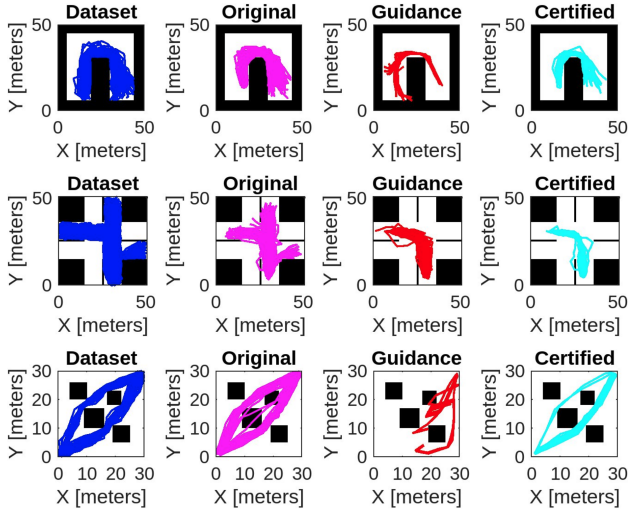 Dataset Original Guidance Certified
50 50 50 50
Y [meters] Y [meters] Y [meters] Y [meters]
0 0 0 0
0 50 0 50 0 50 0 50
X [meters] X [meters] X [meters] X [meters]
Dataset Original Guidance Certified
50 50 50 50
Y [meters] Y [meters] Y [meters] Y [meters]
0 0 0 0
0 50 0 50 0 50 0 50
X [meters] X [meters] X [meters] X [meters]
Dataset Original Guidance Certified
30 30 30 30
20 20 20 20
Y [meters] Y [meters] Y [meters] Y [meters]
10 10 10 10
0 0 0 0
0 10 20 30 0 10 20 30 0 10 20 30 0 10 20 30
X [meters] X [meters] X [meters] X [meters]